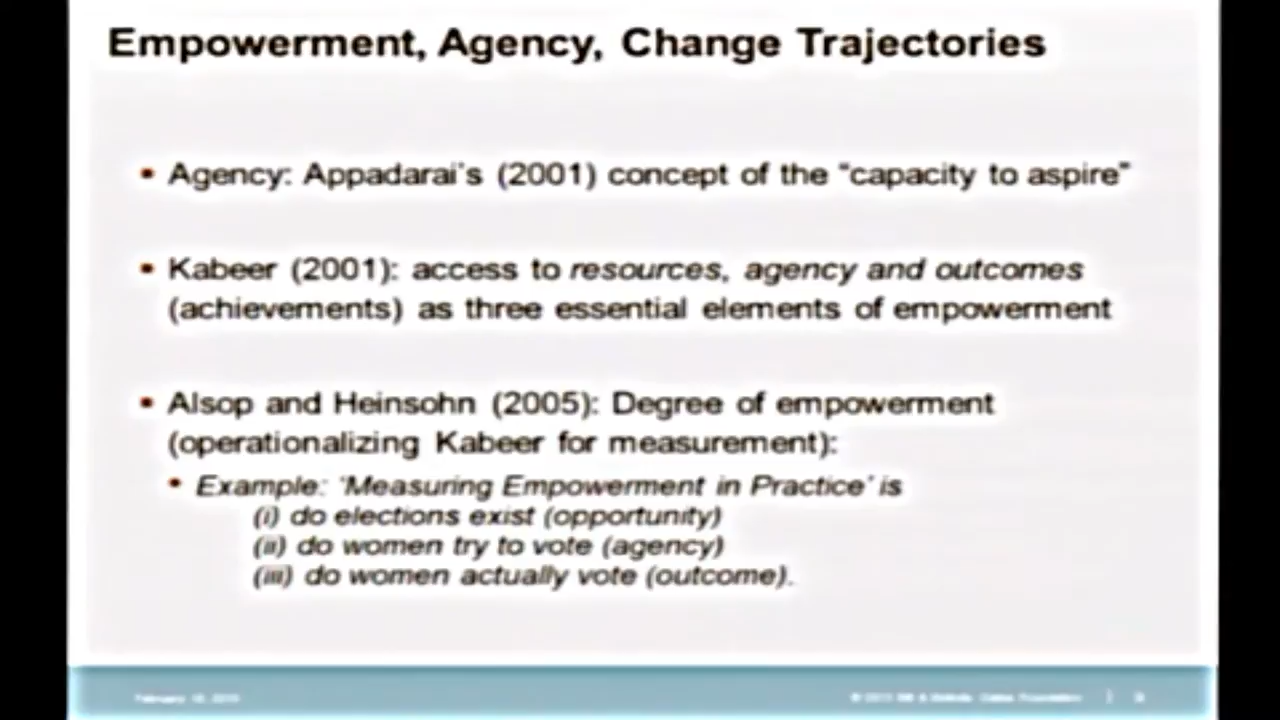 Empowerment, Agency, Change Trajectories
▪ Agency: Appadarai's (2001) concept of the "capacity to aspire"
▪ Kabeer (2001): access to resources, agency and outcomes
(achievements) as three essential elements of empowerment
▪ Alsop and Heinsohn (2005): Degree of empowerment
(operationalizing Kabeer for measurement):
▪ Example: 'Measuring Empowerment in Practice' is
(i) do elections exist (opportunity)
(ii) do women try to vote (agency)
(iii) do women actually vote (outcome).
February
Gates Foundation |